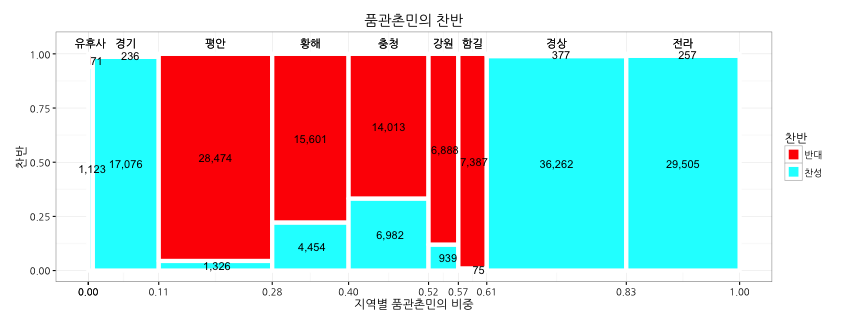 품관촌민의 찬반
유후사 경기 평안 황해 충청 강원 함길 경상 전라
1.00
0.75
0.50
0.25
0.00
찬반
71 236 377 257
1,123 17,076 28,474 15,601 14,013 6,888 7,387 36,262 29,505
1,326 4,454 6,982 939 75
0.00 0.11 0.28 0.40 0.52 0.57 0.61 0.83 1.00
지역별 품관촌민의 비중
찬반
반대
찬성